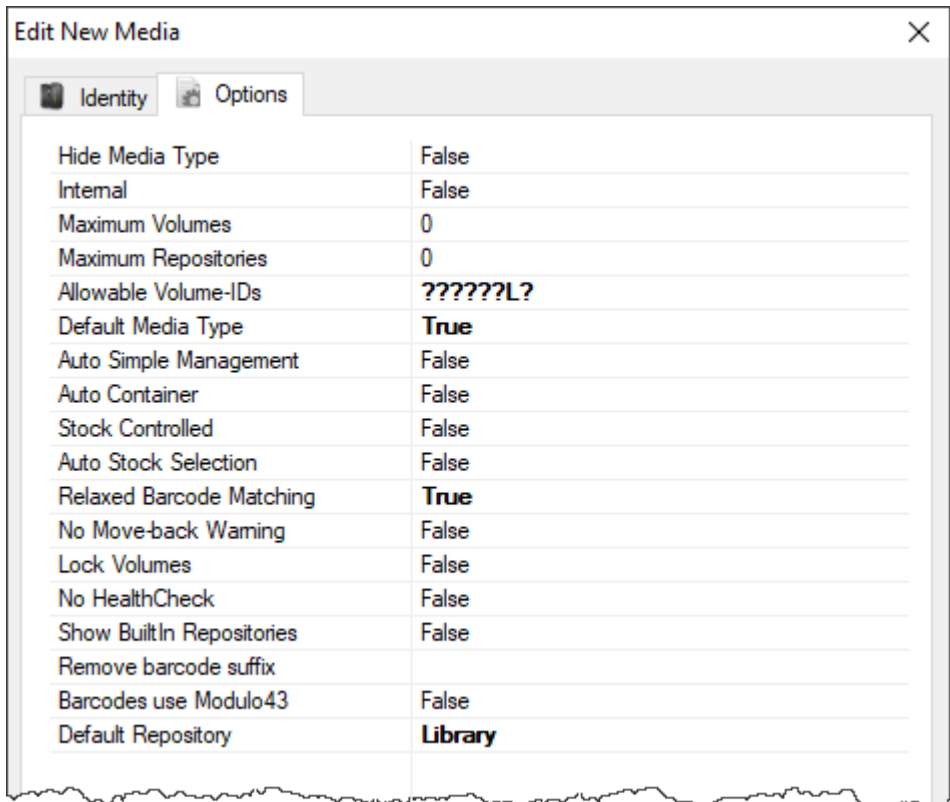 Edit New Media
Identity Options
Hide Media Type False
Internal False
Maximum Volumes 0
Maximum Repositories 0
Allowable Volume-IDs ??????L?
Default Media Type True
Auto Simple Management False
Auto Container False
Stock Controlled False
Auto Stock Selection False
Relaxed Barcode Matching True
No Move-back Warning False
Lock Volumes False
No HealthCheck False
Show BuiltIn Repositories False
Remove barcode suffix
Barcodes use Modulo43 False
Default Repository Library